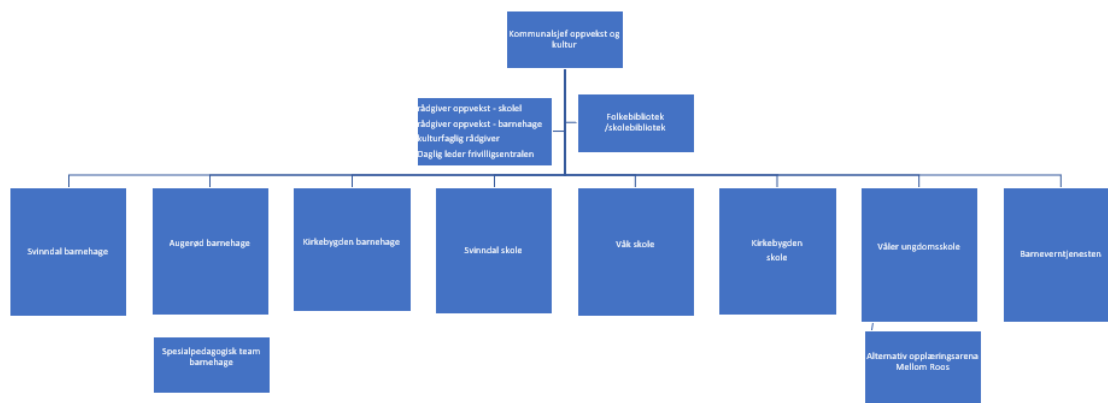 Kommunalsjef oppvekst og
kultur
rådgiver oppvekst - skolel
rådgiver oppvekst - barnehage
kulturfaglig rådgiver
Daglig leder frivilligsentralen
Folkebibliotek
/skolebibliotek
Svinndal barnehage
Augerød barnehage
Kirkebygden barnehage
Svinndal skole
Våk skole
Kirkebygden
skole
Våler ungdomsskole
Barneverntjenesten
Spesialpedagogisk team
barnehage
Alternativ opplæringsarena
Mellom Roos